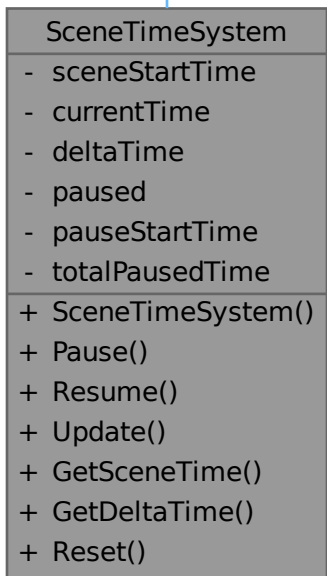 SceneTimeSystem
- sceneStartTime
- currentTime
- deltaTime
- paused
- pauseStartTime
- totalPausedTime
+ SceneTimeSystem()
+ Pause()
+ Resume()
+ Update()
+ GetSceneTime()
+ GetDeltaTime()
+ Reset()